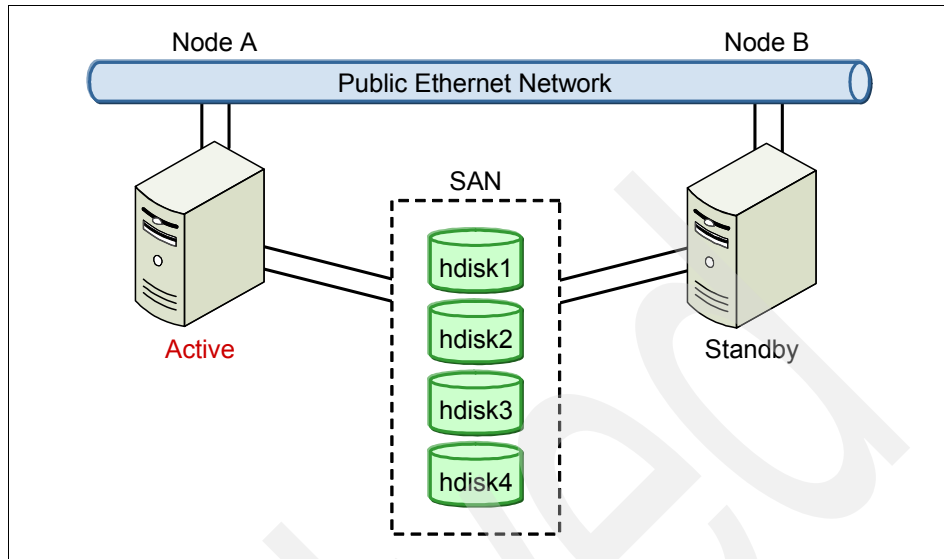 Node A
Node B
Public Ethernet Network
SAN
hdisk1
hdisk2
hdisk3
hdisk4
Active
Standby